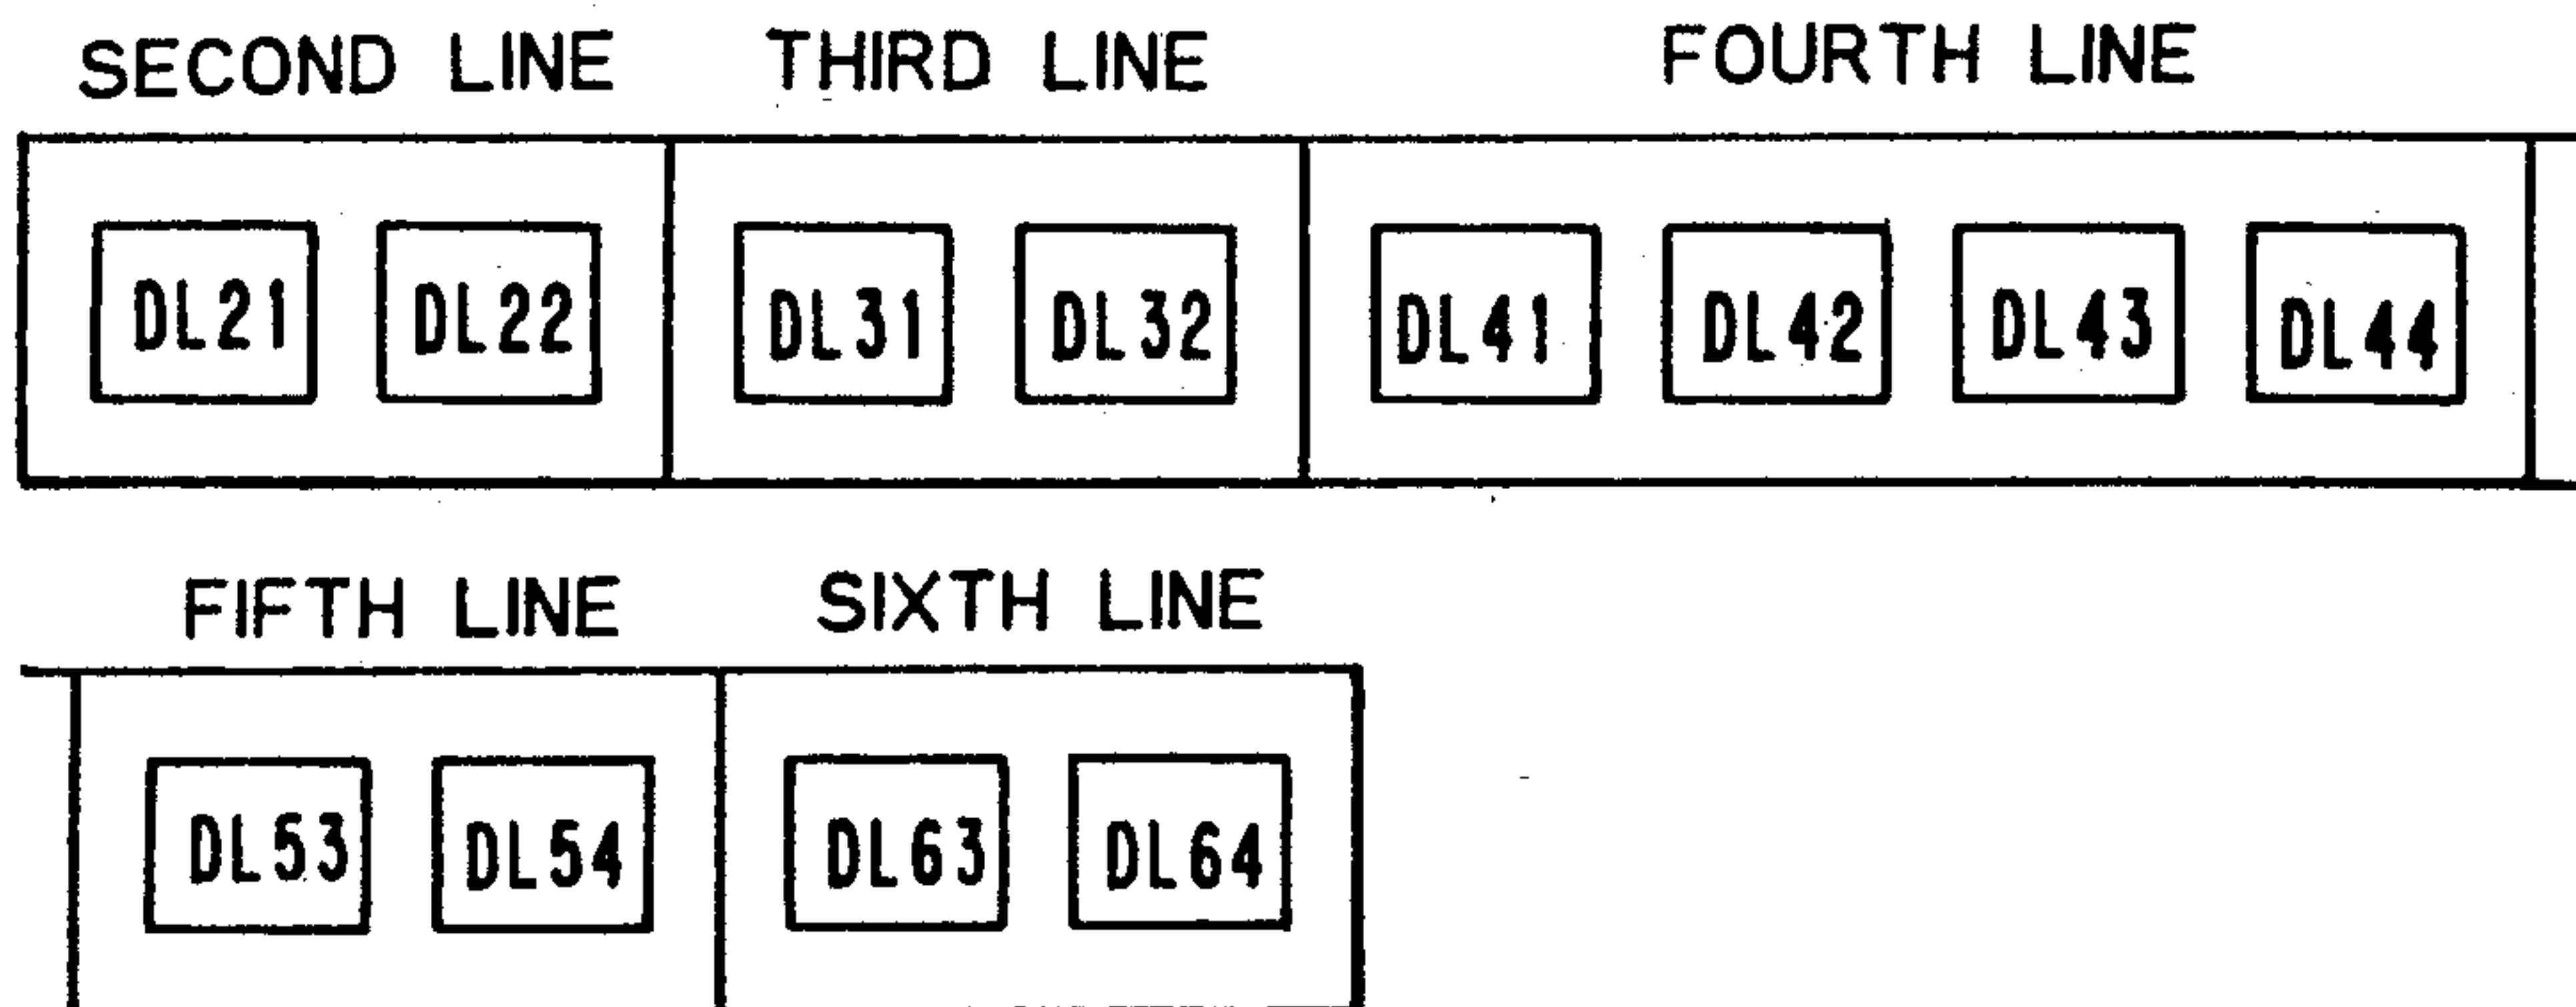 SECOND LINE THIRD LINE FOURTH LINE
DL21 DL22 DL31 DL32 DL41 DL42 DL43 DL44
FIFTH LINE SIXTH LINE
DL53 DL54 DL63 DL64